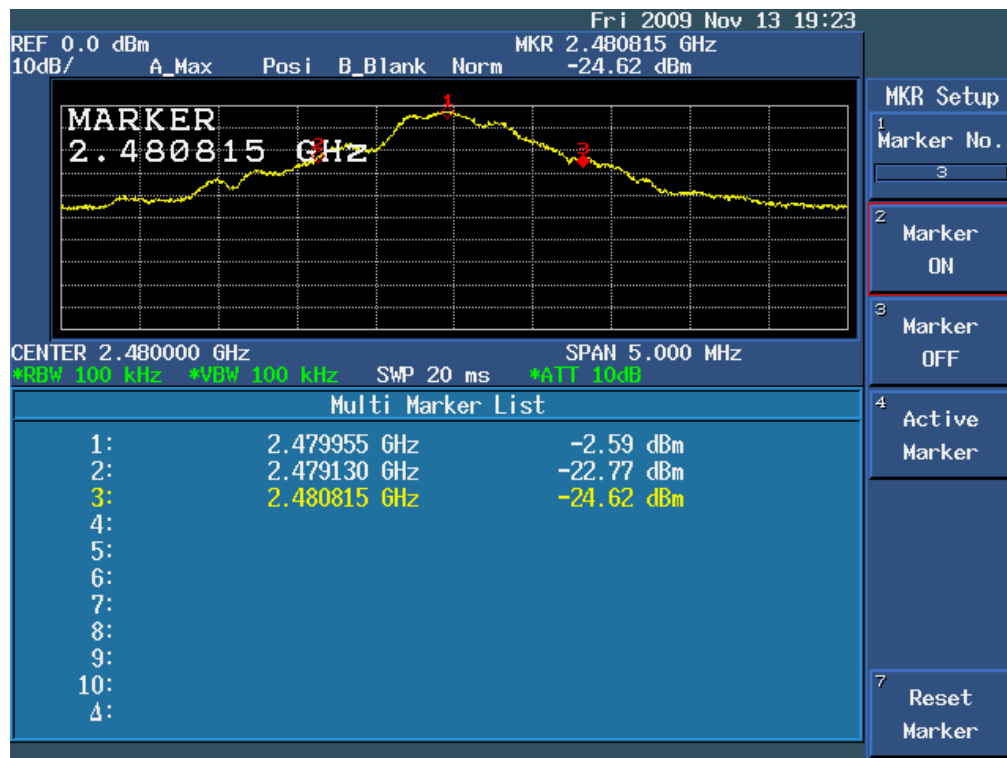 Fri 2009 Nov 13 19:23
REF 0.0 dBm MKR 2.480815 GHz
10dB/ A_Max Posi B_Blank Norm -24.62 dBm
MARKER
2.480815 GHz
1
2
3
CENTER 2.480000 GHz SPAN 5.000 MHz
*RBW 100 kHz *VBW 100 kHz SWP 20 ms *ATT 10dB
Multi Marker List
1: 2.479955 GHz -2.59 dBm
2: 2.479130 GHz -22.77 dBm
3: 2.480815 GHz -24.62 dBm
4:
5:
6:
7:
8:
9:
10:
Δ:
MKR Setup
1
Marker No.
3
2
Marker
ON
3
Marker
OFF
4
Active
Marker
7
Reset
Marker